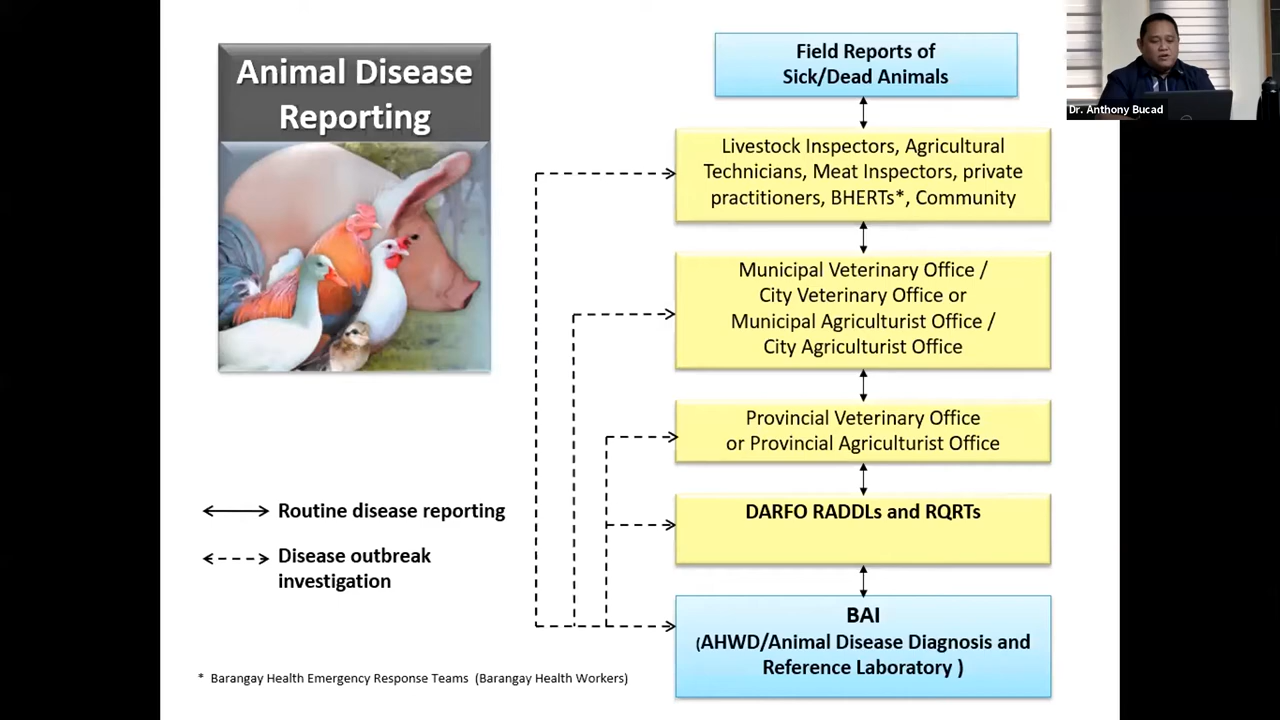 Animal Disease
Reporting
Field Reports of
Sick/Dead Animals
Dr. Anthony Bucad
Livestock Inspectors, Agricultural
Technicians, Meat Inspectors, private
practitioners, BHERTs*, Community
Municipal Veterinary Office /
City Veterinary Office or
Municipal Agriculturist Office /
City Agriculturist Office
Provincial Veterinary Office
or Provincial Agriculturist Office
DARFO RADDLs and RQRTs
BAI
(AHWD/Animal Disease Diagnosis and
Reference Laboratory )
Routine disease reporting
Disease outbreak
investigation
* Barangay Health Emergency Response Teams (Barangay Health Workers)